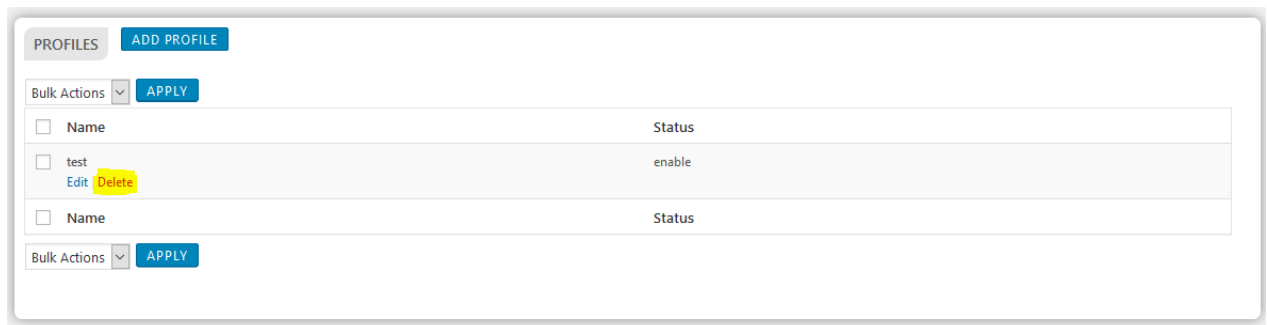 PROFILES ADD PROFILE
Bulk Actions APPLY
Name Status
test enable
Edit Delete
Name Status
Bulk Actions APPLY